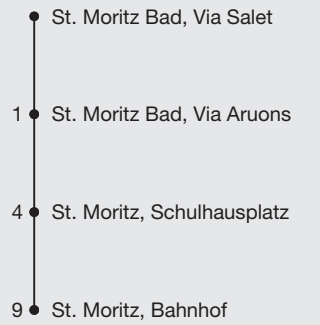 St. Moritz Bad, Via Salet
1 St. Moritz Bad, Via Aruons
4 St. Moritz, Schulhausplatz
9 St. Moritz, Bahnhof